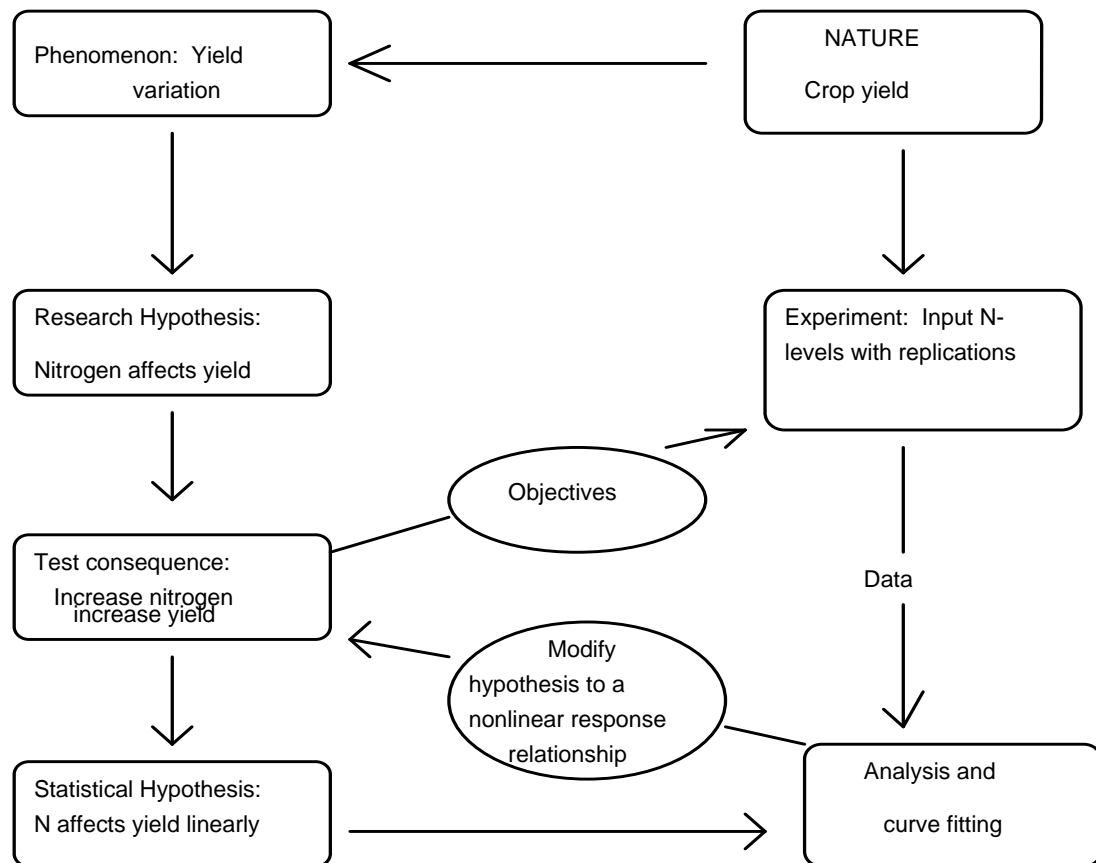 Phenomenon: Yield
variation
NATURE
Crop yield
Research Hypothesis:
Nitrogen affects yield
Experiment: Input N-
levels with replications
Objectives
Test consequence:
Increase nitrogen
increase yield
Data
Modify
hypothesis to a
nonlinear response
relationship
Statistical Hypothesis:
N affects yield linearly
Analysis and
curve fitting